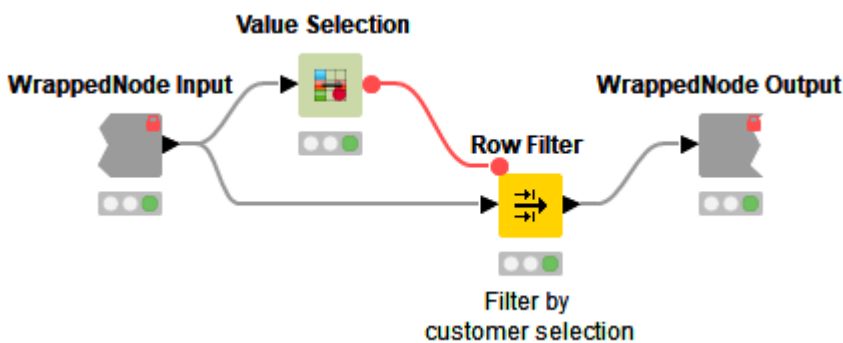 Value Selection
WrappedNode Input
WrappedNode Output
Row Filter
Filter by
customer selection